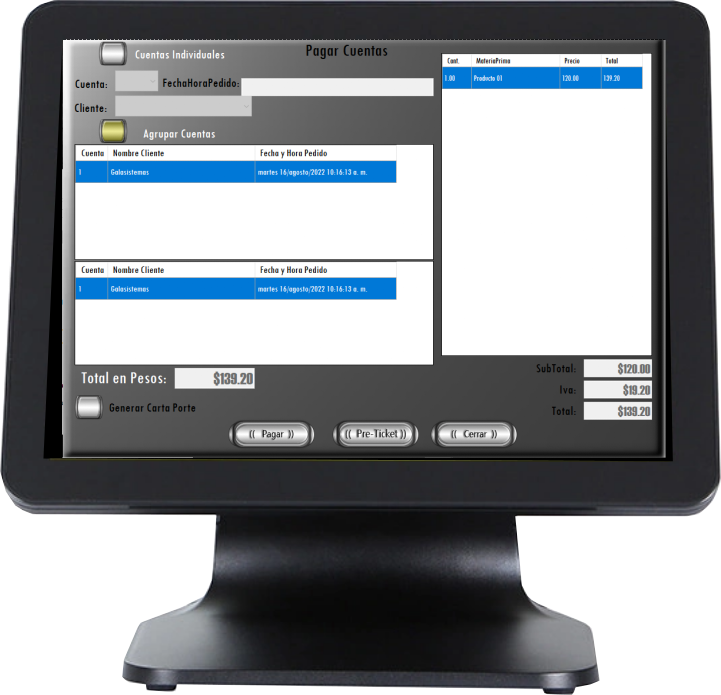 Pagar Cuentas
Cuentas Individuales
Cuenta: FechaHoraPedido:
Cliente:
Agrupar Cuentas
Cuenta Nombre Cliente Fecha y Hora Pedido
1 Galasistemas martes 16/agosto/2022 10:16:13 a. m.
Cuenta Nombre Cliente Fecha y Hora Pedido
1 Galasistemas martes 16/agosto/2022 10:16:13 a. m.
Total en Pesos: $139.20
Generar Carta Porte
Cant. MateriaPrima Precio Total
1.00 Producto 01 120.00 139.20
SubTotal: $120.00
Iva: $19.20
Total: $139.20
(( Pagar )) (( Pre-Ticket )) (( Cerrar ))